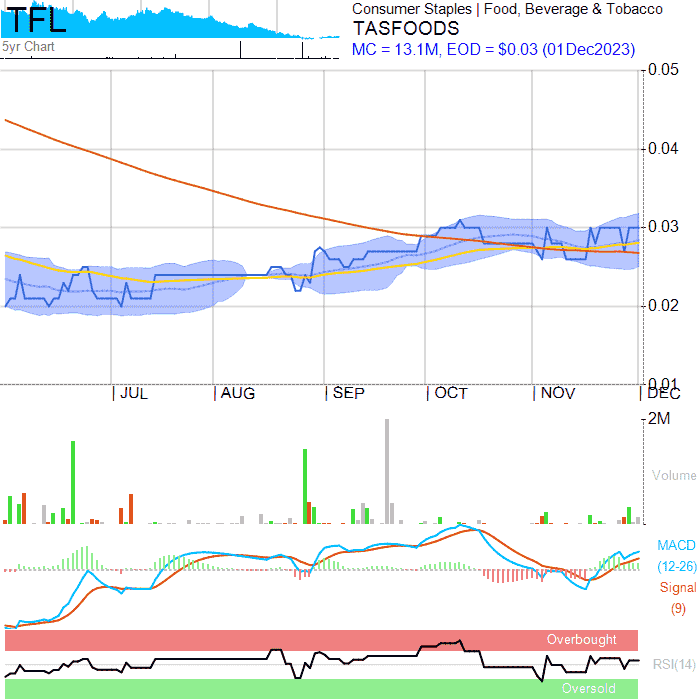 TFL
5yr Chart
Consumer Staples | Food, Beverage & Tobacco
TASFOODS
MC = 13.1M, EOD = $0.03 (01Dec2023)
0.05
0.04
0.03
0.02
0.01
JUL AUG SEP OCT NOV DEC
2M
Volume
MACD
(12-26)
Signal
(9)
Overbought
RSI(14)
Oversold